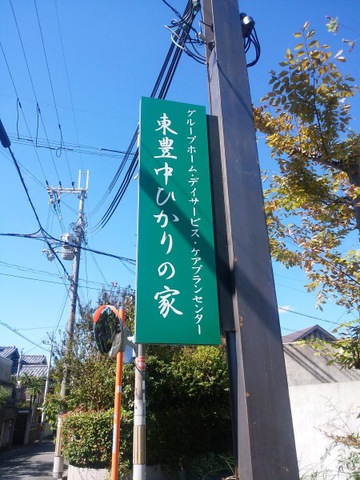 グループホーム・デイサービス・ケアプランセンター
東豊中ひかりの家